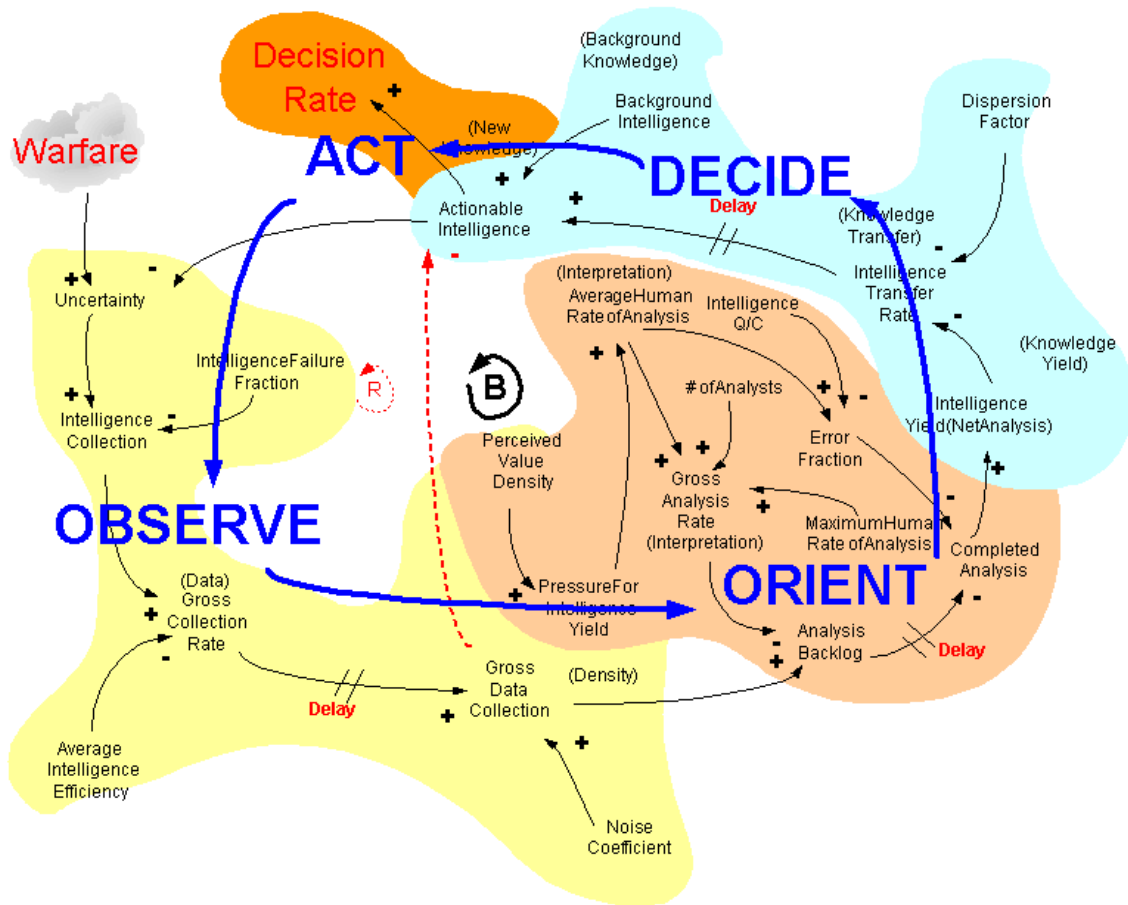 Decision
Rate
+
(Background
Knowledge)
Background
Intelligence
Dispersion
Factor
Warfare
(New
Knowledge)
ACT
DECIDE
+
+
Actionable
Intelligence
-
Delay
(Knowledge
Transfer)
-
Intelligence
Transfer
Rate
-
(Knowledge
Yield)
+
-
Uncertainty
(Interpretation)
AverageHuman
RateofAnalysis
+
Intelligence
Q/C
IntelligenceFailure
Fraction
R
B
#ofAnalysts
+
-
+
-
Intelligence
Collection
Intelligence
Yield(NetAnalysis)
+
Error
Fraction
Perceived
Value
Density
+
+
Gross
Analysis
Rate
(Interpretation)
+
MaximumHuman
RateofAnalysis
-
Completed
Analysis
-
OBSERVE
ORIENT
(Data)
Gross
Collection
Rate
+
-
+
PressureFor
Intelligence
Yield
-
+
Analysis
Backlog
Delay
Gross
Data
Collection
(Density)
Delay
+
+
Average
Intelligence
Efficiency
Noise
Coefficient